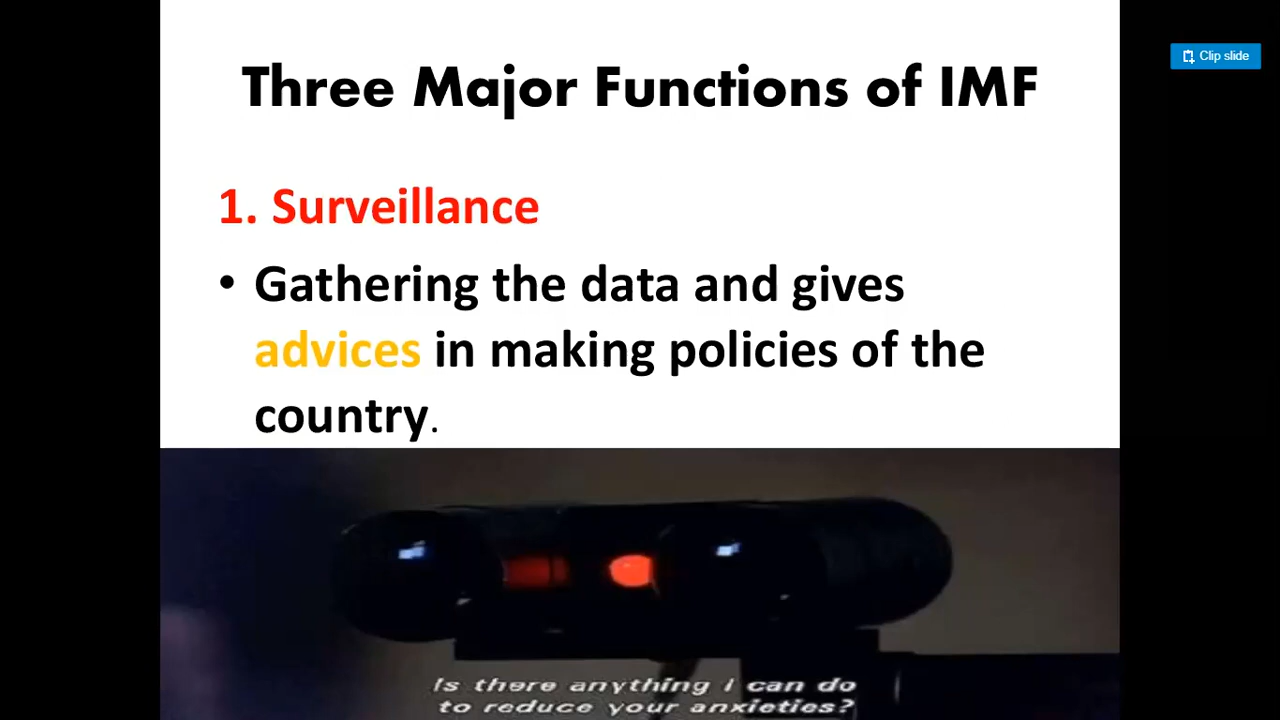 Three Major Functions of IMF
Clip slide
1. Surveillance
• Gathering the data and gives
advices in making policies of the
country.
Is there anything I can do
to reduce your anxieties?